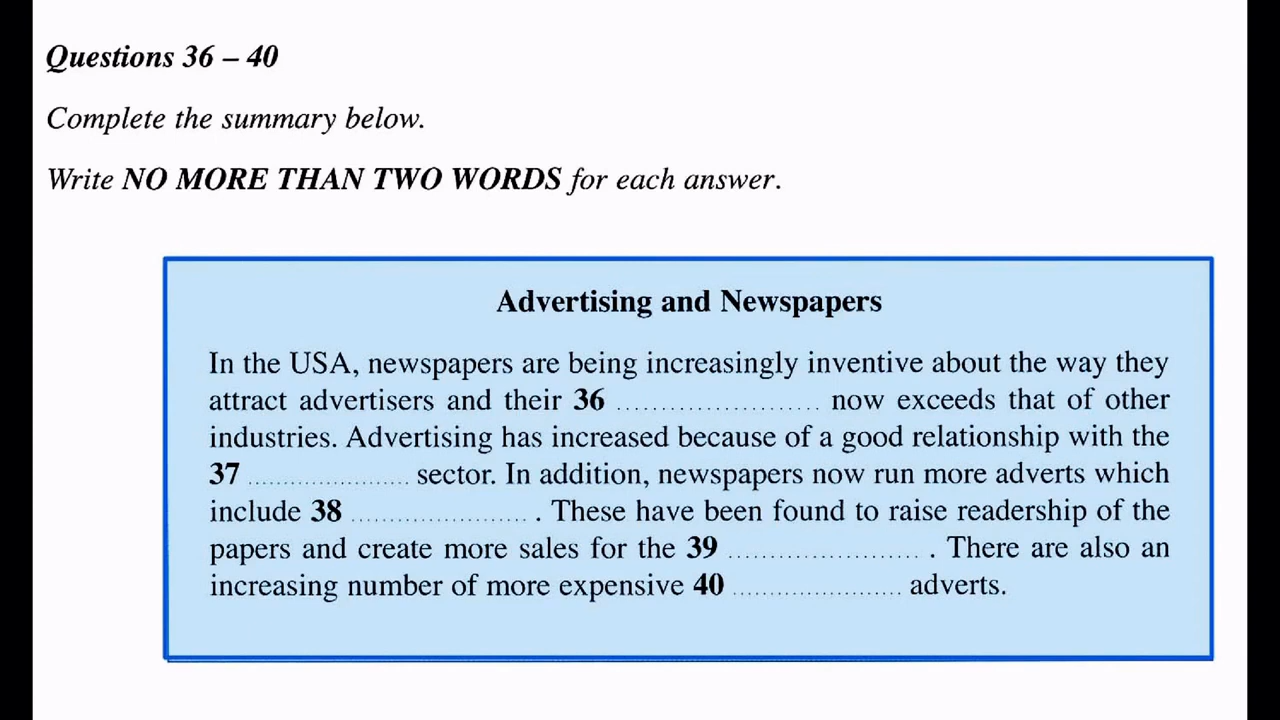 Questions 36 – 40
Complete the summary below.
Write NO MORE THAN TWO WORDS for each answer.
Advertising and Newspapers
In the USA, newspapers are being increasingly inventive about the way they
attract advertisers and their 36 ........................ now exceeds that of other
industries. Advertising has increased because of a good relationship with the
37 ........................ sector. In addition, newspapers now run more adverts which
include 38 ........................ . These have been found to raise readership of the
papers and create more sales for the 39 ........................ . There are also an
increasing number of more expensive 40 ........................ adverts.